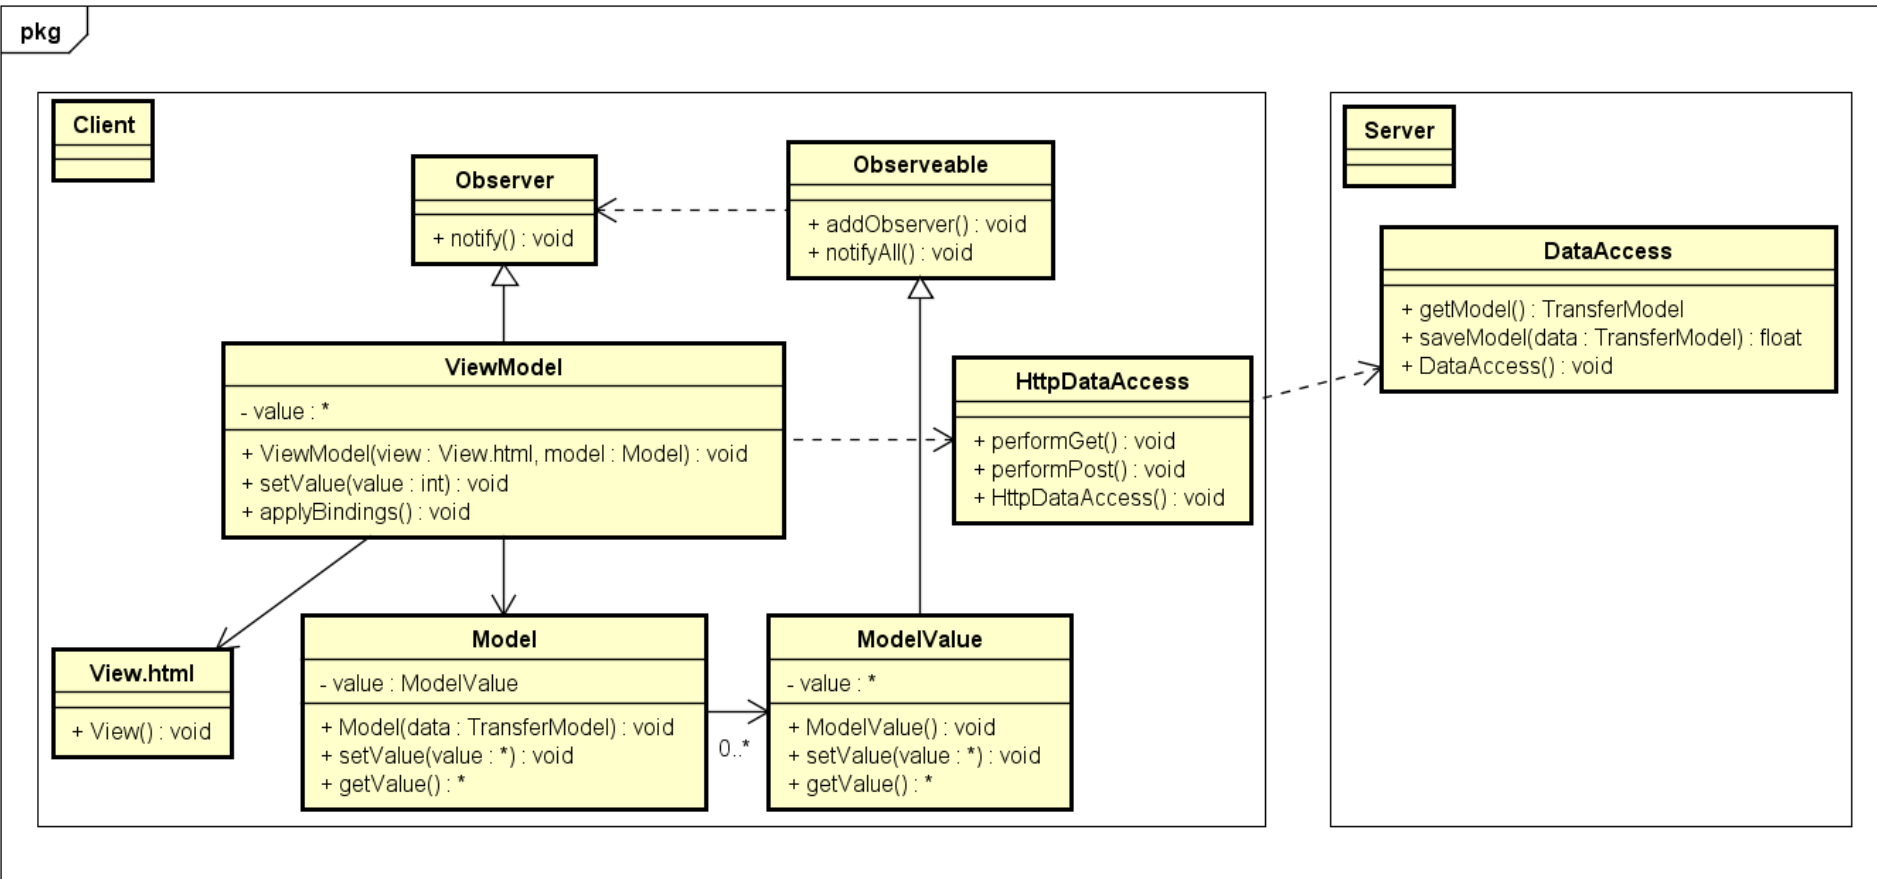 pkg
Client
Observer
+ notify() : void
Observeable
+ addObserver() : void
+ notifyAll() : void
ViewModel
- value : *
+ ViewModel(view : View.html, model : Model) : void
+ setValue(value : int) : void
+ applyBindings() : void
HttpDataAccess
+ performGet() : void
+ performPost() : void
+ HttpDataAccess() : void
View.html
+ View() : void
Model
- value : ModelValue
+ Model(data : TransferModel) : void
+ setValue(value : *) : void
+ getValue() : *
0..*
ModelValue
- value : *
+ ModelValue() : void
+ setValue(value : *) : void
+ getValue() : *
Server
DataAccess
+ getModel() : TransferModel
+ saveModel(data : TransferModel) : float
+ DataAccess() : void